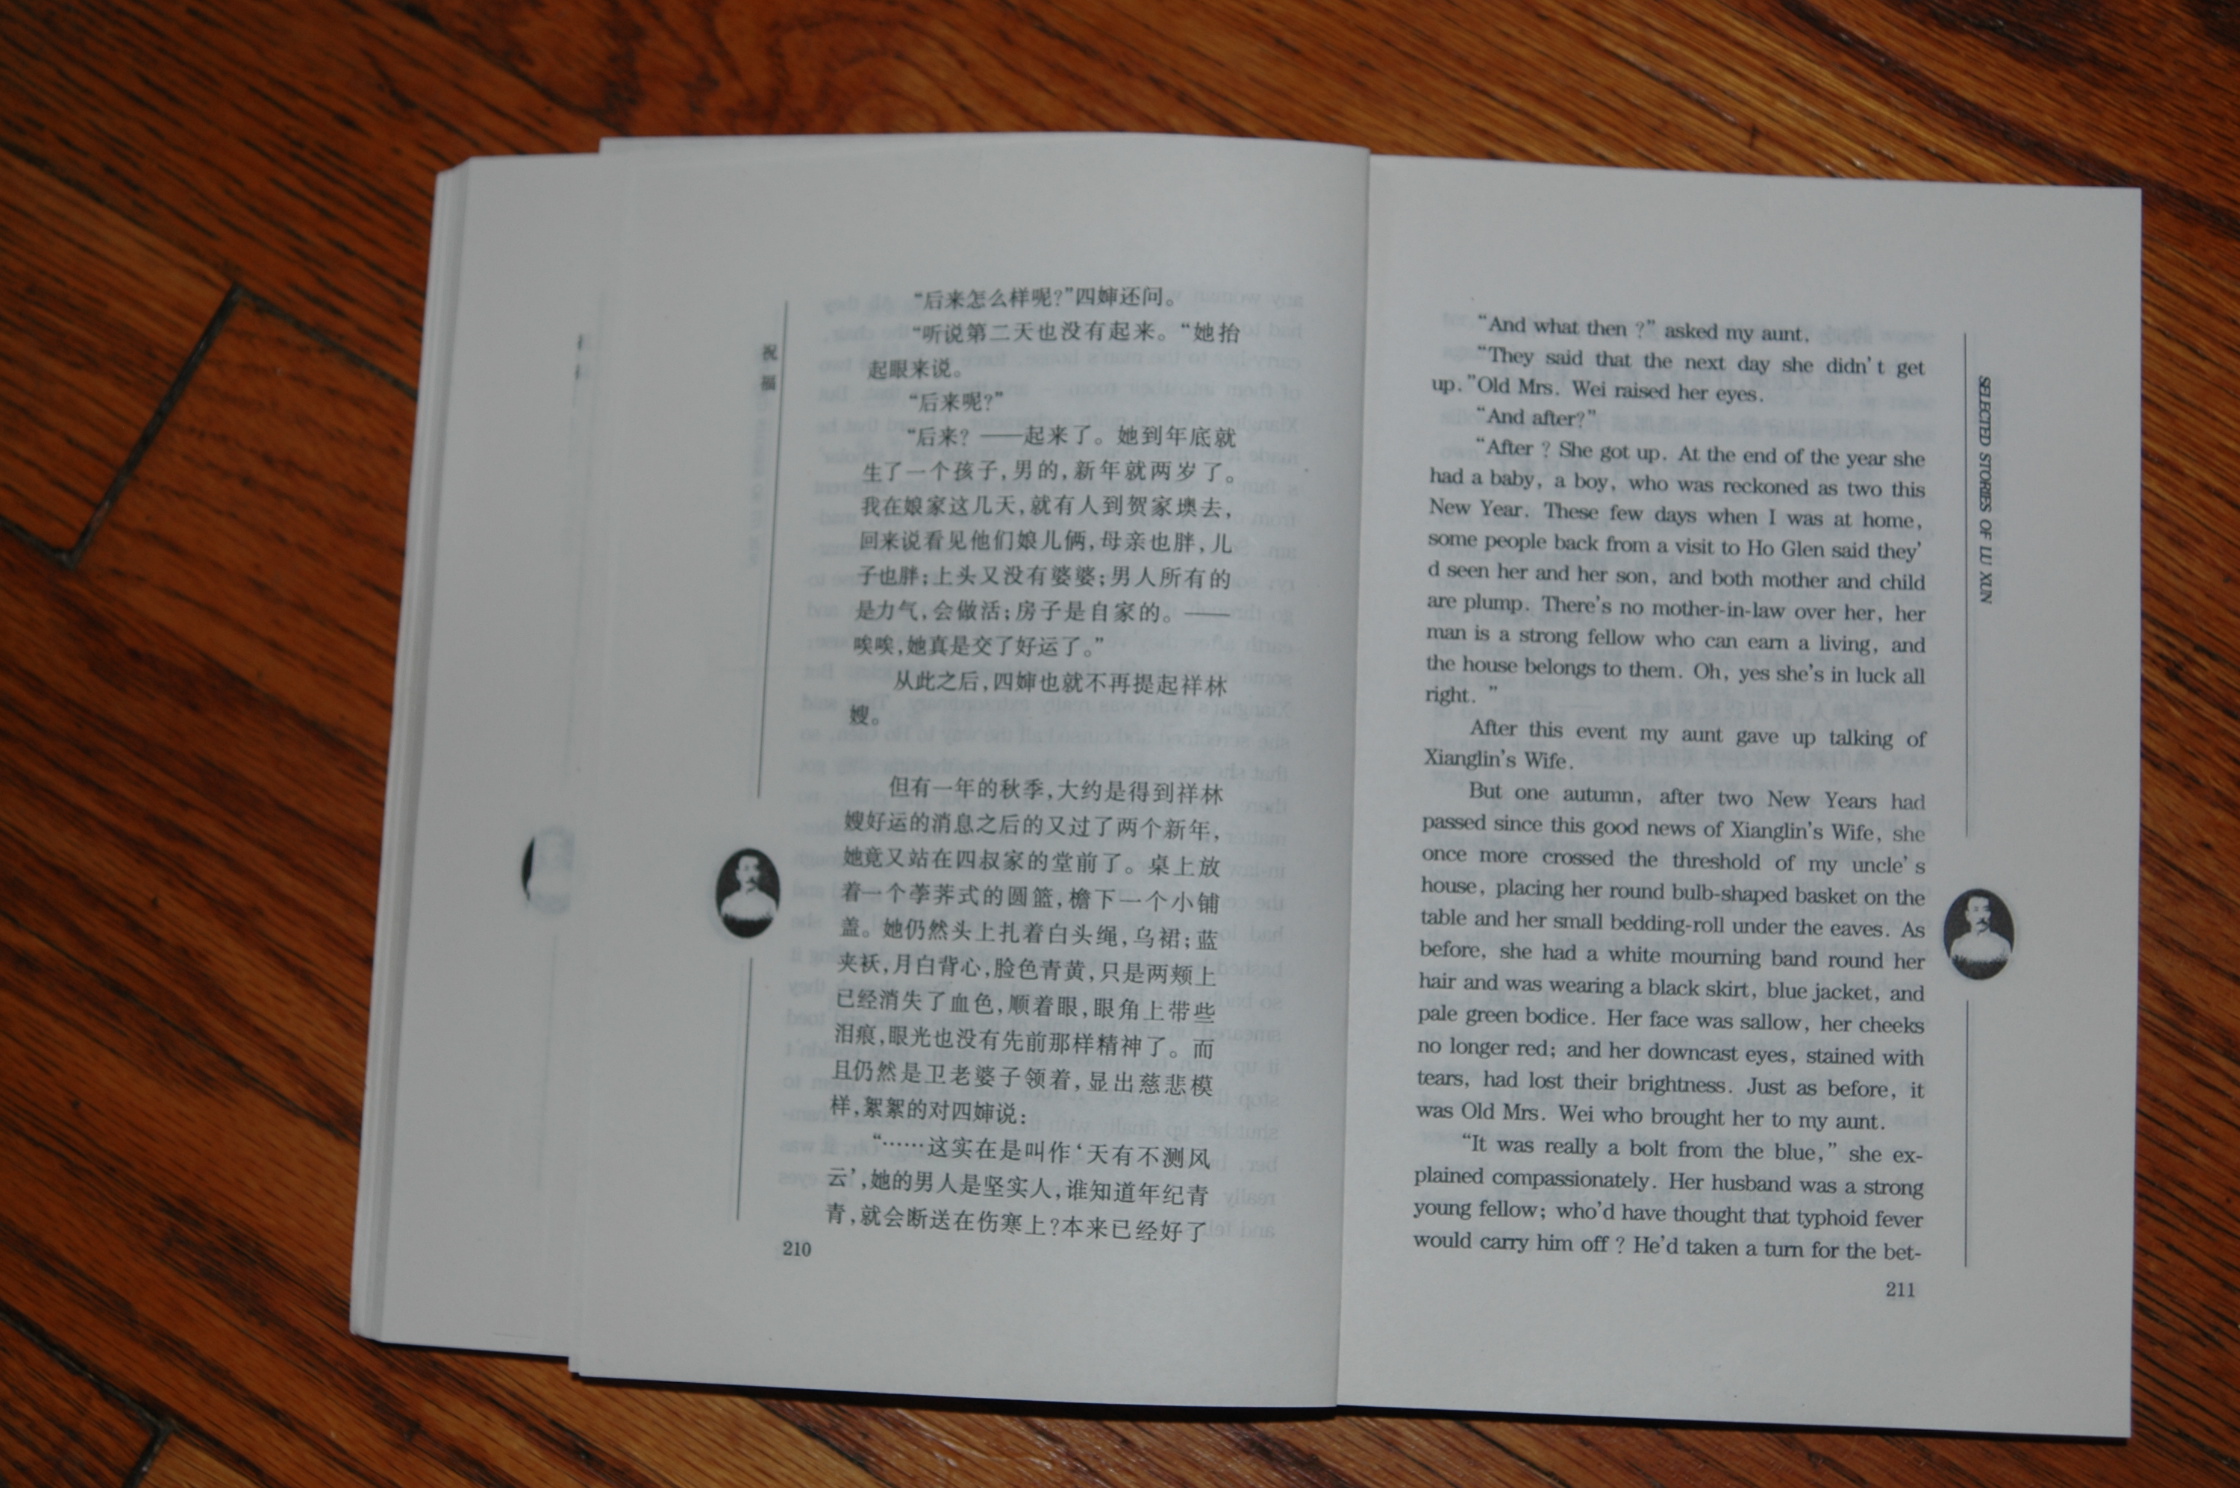 祝福
“后来怎么样呢?”四婶还问。
“听说第二天也没有起来。“她抬
起眼来说。
“后来呢?”
“后来?——起来了。她到年底就
生了一个孩子,男的,新年就两岁了。
我在娘家这几天,就有人到贺家墺去,
回来说看见他们娘儿俩,母亲也胖,儿
子也胖;上头又没有婆婆;男人所有的
是力气,会做活;房子是自家的。——
唉唉,她真是交了好运了。”
从此之后,四婶也就不再提起祥林
嫂。
但有一年的秋季,大约是得到祥林
嫂好运的消息之后的又过了两个新年,
她竟又站在四叔家的堂前了。桌上放
着一个荸荠式的圆篮,檐下一个小铺
盖。她仍然头上扎着白头绳,乌裙;蓝
夹袄,月白背心,脸色青黄,只是两颊上
已经消失了血色,顺着眼,眼角上带些
泪痕,眼光也没有先前那样精神了。而
且仍然是卫老婆子领着,显出慈悲模
样,絮絮的对四婶说:
“……这实在是叫作‘天有不测风
云’,她的男人是坚实人,谁知道年纪青
青,就会断送在伤寒上?本来已经好了
210
“And what then ?” asked my aunt.
“They said that the next day she didn’t get
up.”Old Mrs. Wei raised her eyes.
“And after?”
“After ? She got up. At the end of the year she
had a baby, a boy, who was reckoned as two this
New Year. These few days when I was at home,
some people back from a visit to Ho Glen said they’
d seen her and her son, and both mother and child
are plump. There’s no mother-in-law over her, her
man is a strong fellow who can earn a living, and
the house belongs to them. Oh, yes she’s in luck all
right. ”
After this event my aunt gave up talking of
Xianglin’s Wife.
But one autumn, after two New Years had
passed since this good news of Xianglin’s Wife, she
once more crossed the threshold of my uncle’s
house, placing her round bulb-shaped basket on the
table and her small bedding-roll under the eaves. As
before, she had a white mourning band round her
hair and was wearing a black skirt, blue jacket, and
pale green bodice. Her face was sallow, her cheeks
no longer red; and her downcast eyes, stained with
tears, had lost their brightness. Just as before, it
was Old Mrs. Wei who brought her to my aunt.
“It was really a bolt from the blue,” she ex-
plained compassionately. Her husband was a strong
young fellow; who’d have thought that typhoid fever
would carry him off ? He’d taken a turn for the bet-
211
SELECTED STORIES OF LU XUN